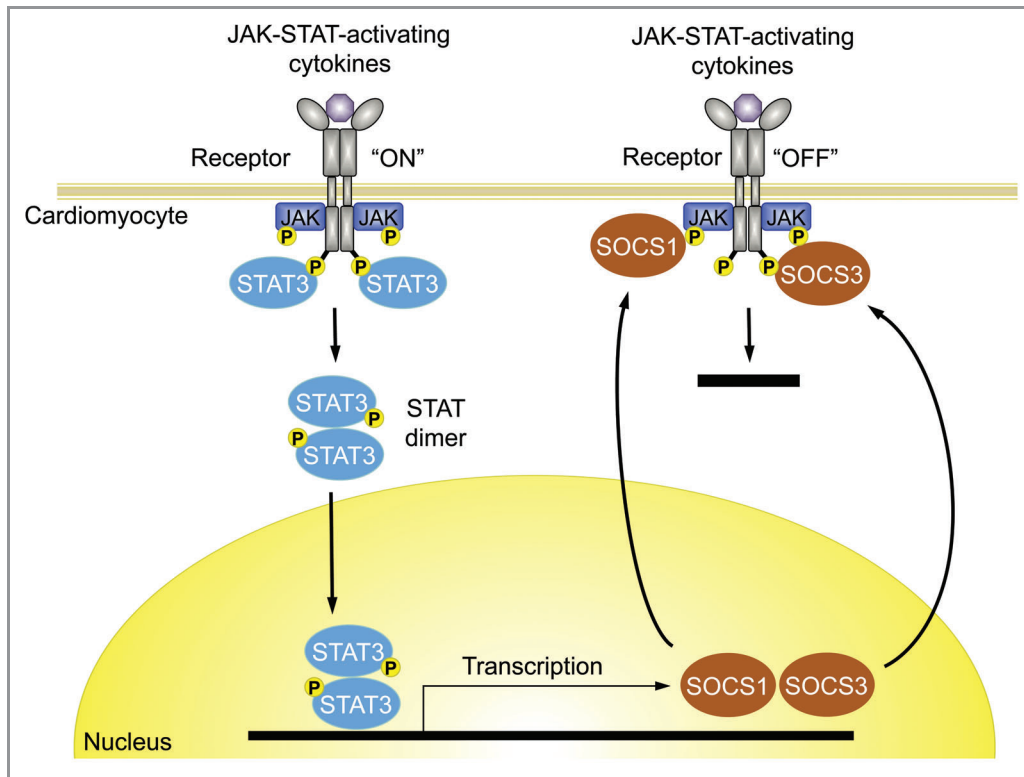 JAK-STAT-activating
cytokines
Receptor
“ON”
Cardiomyocyte
JAK
JAK
P
P
P
P
STAT3
STAT3
STAT3
P
P
STAT3
STAT
dimer
STAT3
P
P
STAT3
Nucleus
JAK-STAT-activating
cytokines
Receptor
“OFF”
JAK
JAK
SOCS1
P
P
P
P
SOCS3
Transcription
SOCS1
SOCS3